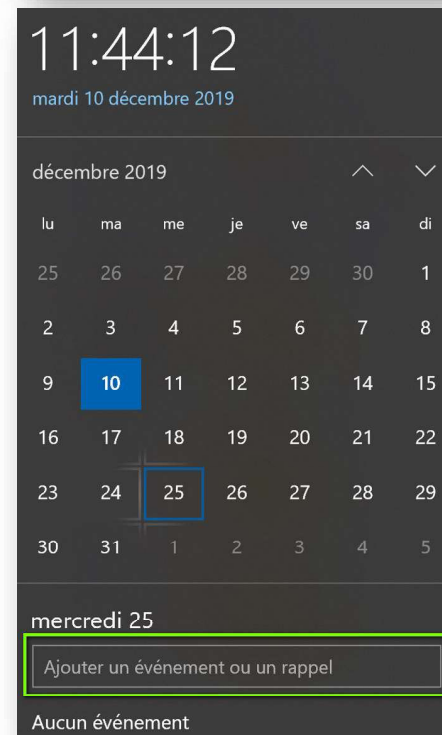 11:44:12
mardi 10 décembre 2019
décembre 2019
lu ma me je ve sa di
25 26 27 28 29 30 1
2 3 4 5 6 7 8
9 10 11 12 13 14 15
16 17 18 19 20 21 22
23 24 25 26 27 28 29
30 31 1 2 3 4 5
mercredi 25
Ajouter un événement ou un rappel
Aucun événement